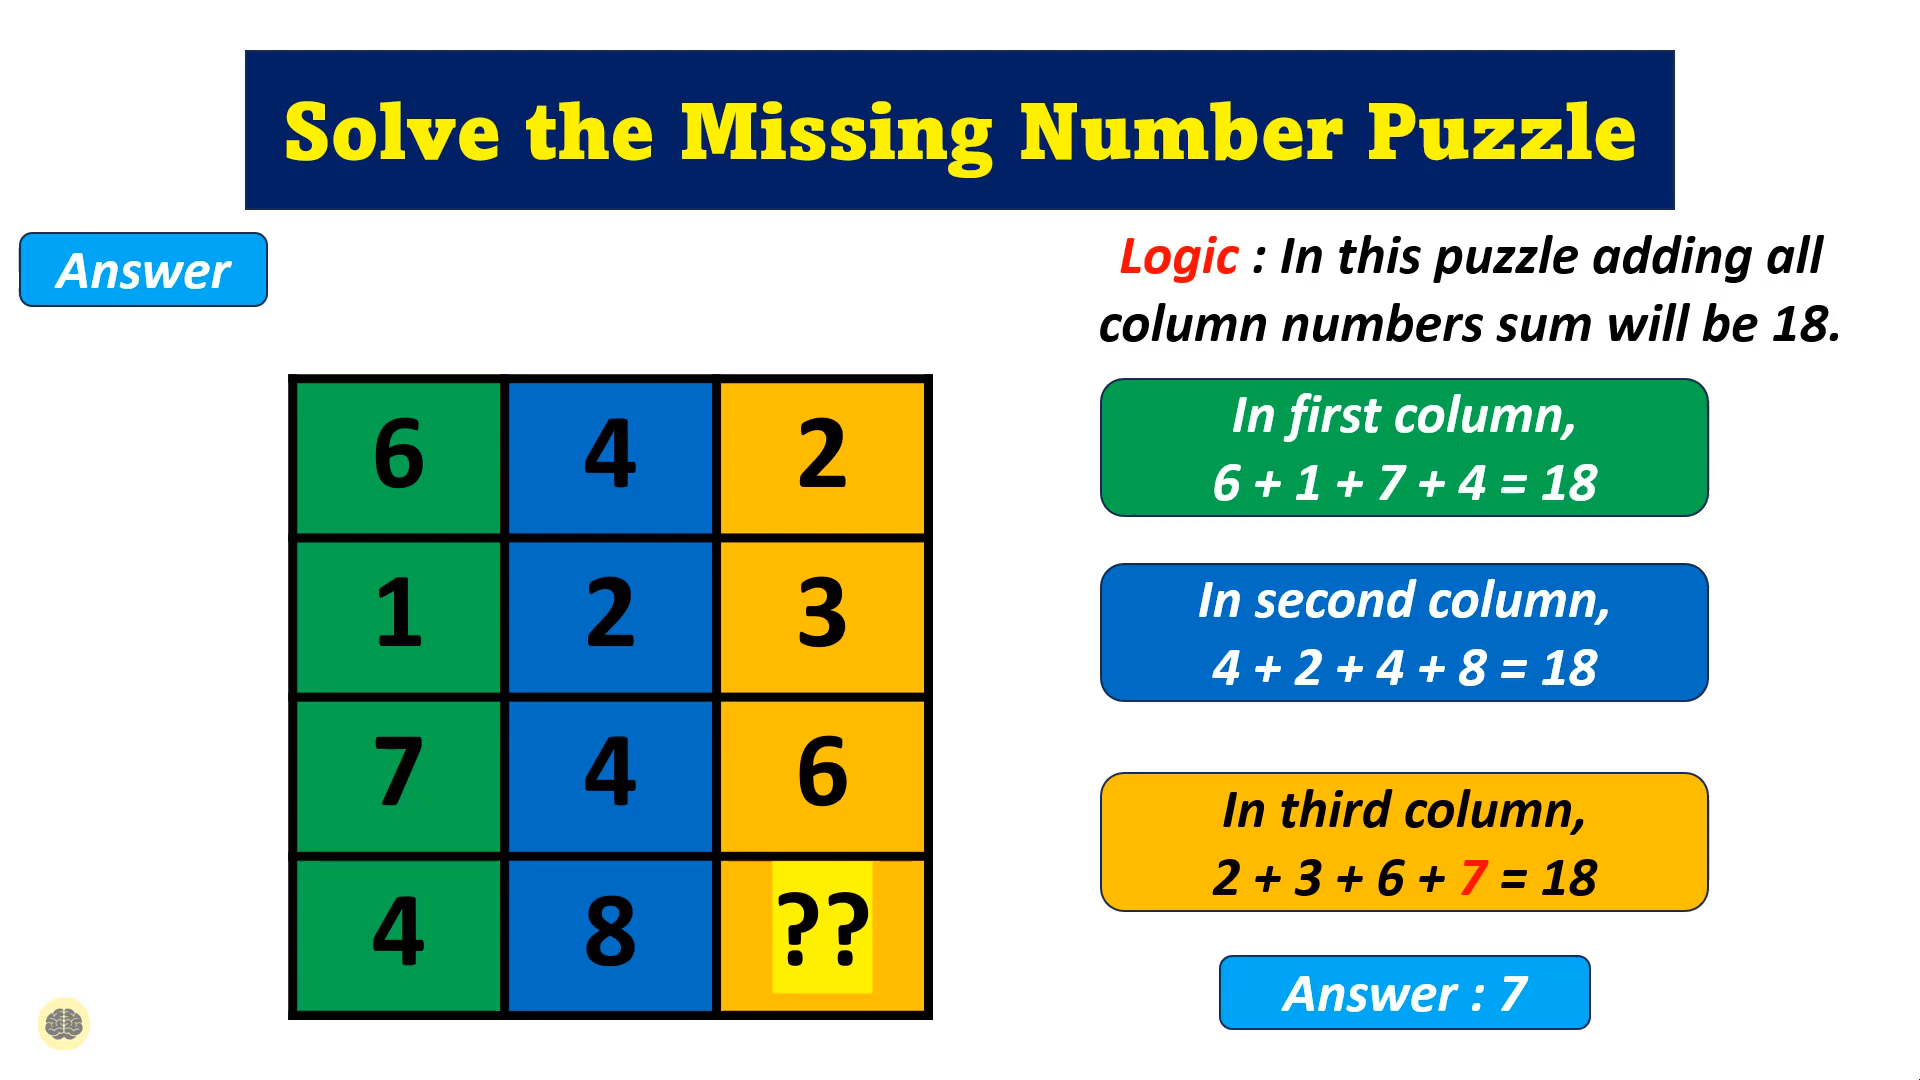 Solve the Missing Number Puzzle
Answer
Logic : In this puzzle adding all
column numbers sum will be 18.
6 4 2
1 2 3
7 4 6
4 8 ??
In first column,
6 + 1 + 7 + 4 = 18
In second column,
4 + 2 + 4 + 8 = 18
In third column,
2 + 3 + 6 + 7 = 18
Answer : 7